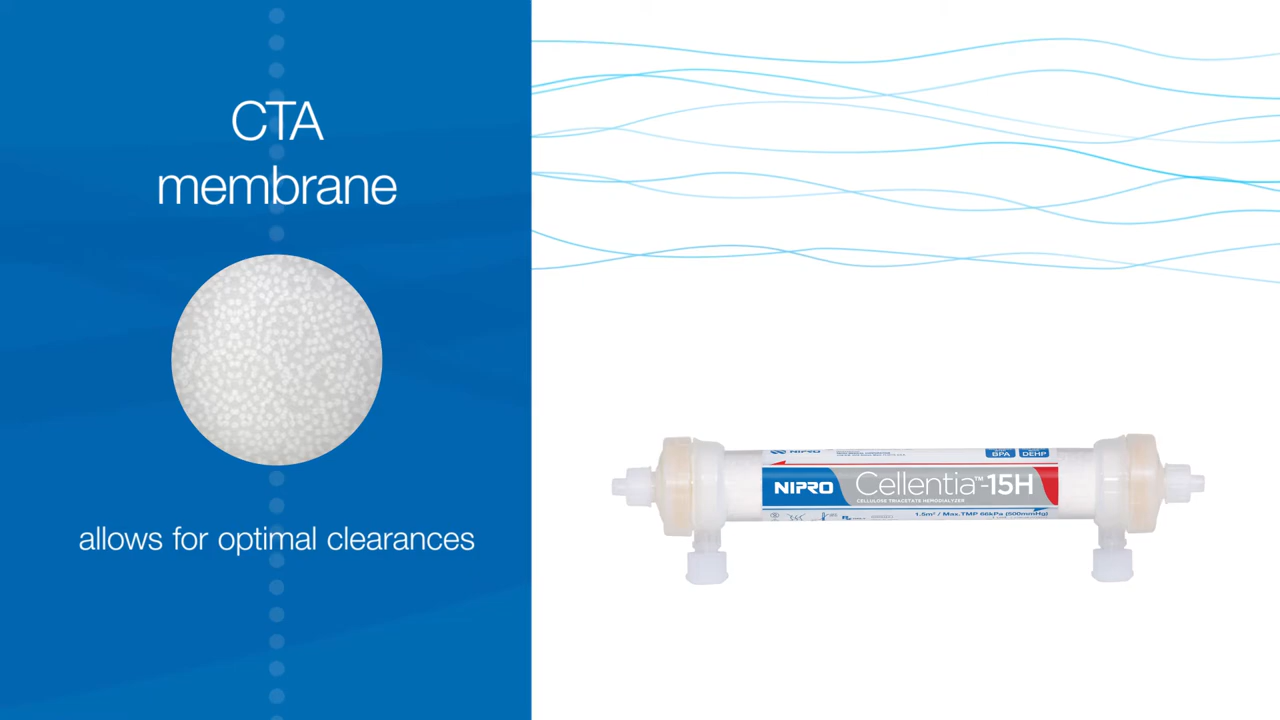 CTA
membrane
allows for optimal clearances
NIPRO
BPA
DEHP
NIPRO
Cellentia™-15H
CELLULOSE TRIACETATE HEMODIALYZER
1.5m² / Max.TMP 66kPa (500mmHg)